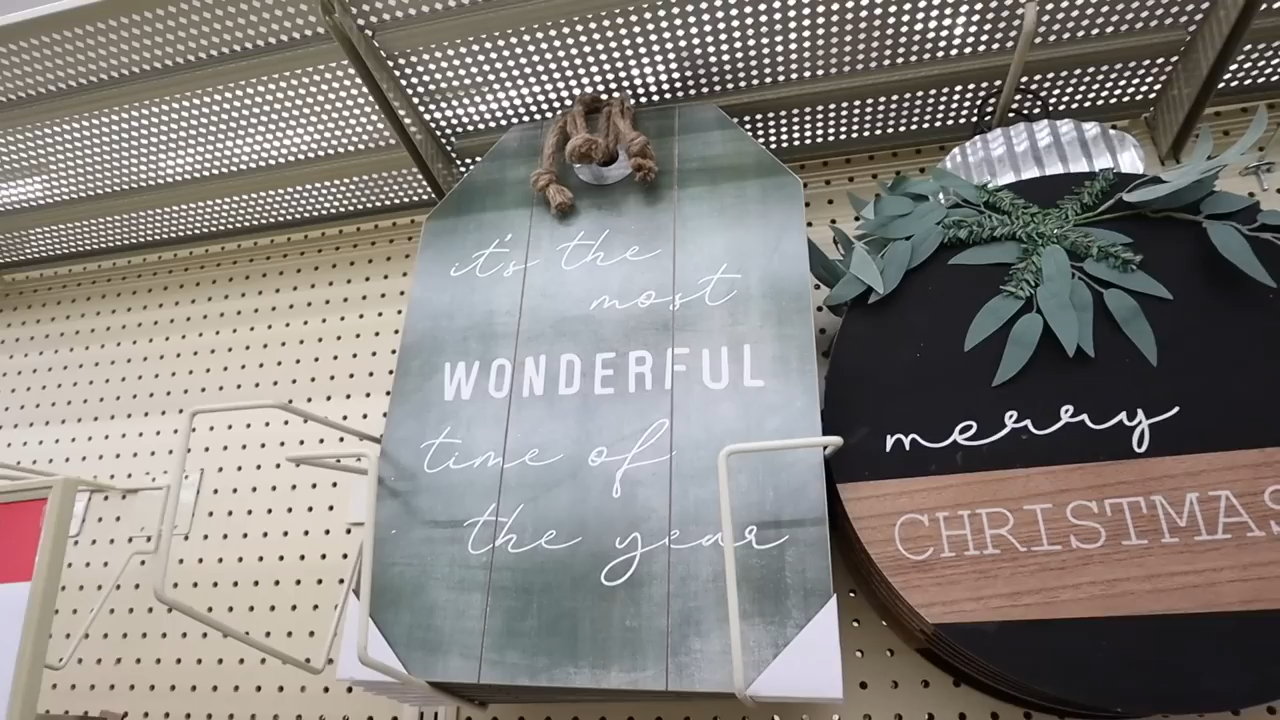 it's the
most
WONDERFUL
time of
the year
merry
CHRISTMAS